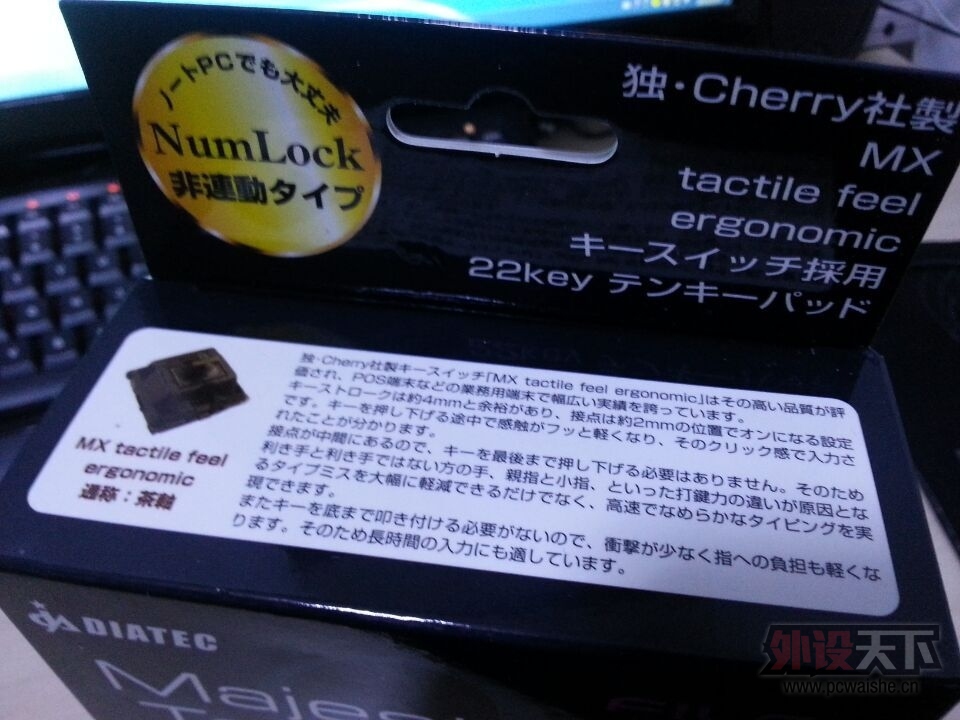 ノートPCでも大丈夫
NumLock
非連動タイプ
独・Cherry社製
MX
tactile feel
ergonomic
キースイッチ採用
22key テンキーパッド
MX tactile feel
ergonomic
通称：茶軸
独・Cherry社製キースイッチ「MX tactile feel ergonomic」はその高い品質が評
価され、POS端末などの業務用端末で幅広い実績を誇っています。
キーストロークは約4mmと余裕があり、接点は約2mmの位置でオンになる設定
です。キーを押し下げる途中で感触がフッと軽くなり、そのクリック感で入力さ
れたことが分かります。
接点が中間にあるので、キーを最後まで押し下げる必要はありません。そのため
利き手と利き手ではない方の手、親指と小指、といった打鍵力の違いが原因とな
るタイプミスを大幅に軽減できるだけでなく、高速でなめらかなタイピングを実
現できます。
またキーを底まで叩き付ける必要がないので、衝撃が少なく指への負担も軽くな
ります。そのため長時間の入力にも適しています。
DIATEC
外设天下
www.pcwaishe.cn